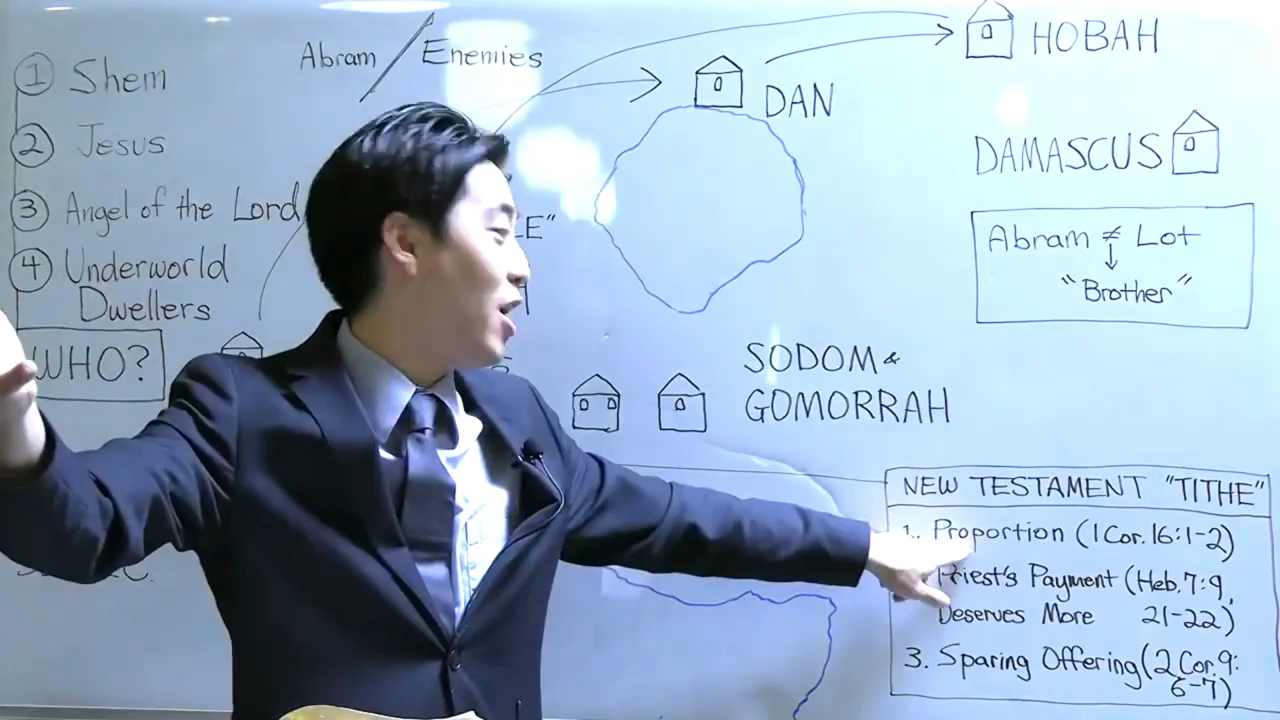 ① Shem
② Jesus
③ Angel of the Lord
④ Underworld
Dwellers
WHO?
Abram / Enemies
LE"
DAN
HOBAH
DAMASCUS
Abram ≠ Lot
↓
"Brother"
SODOM &
GOMORRAH
NEW TESTAMENT "TITHE"
1. Proportion (1 Cor. 16:1-2)
Priest's Payment (Heb. 7:9,
Deserves More 21-22)
3. Sparing Offering (2 Cor. 9:
6-7)